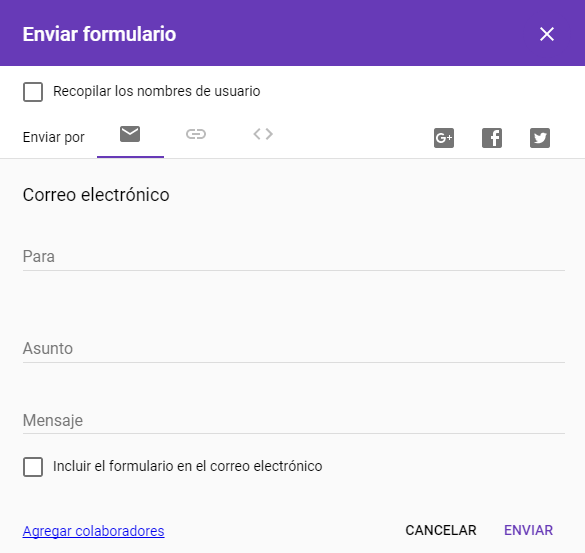 Enviar formulario
Recopilar los nombres de usuario
Enviar por
Correo electrónico
Para
Asunto
Mensaje
Incluir el formulario en el correo electrónico
Agregar colaboradores CANCELAR ENVIAR